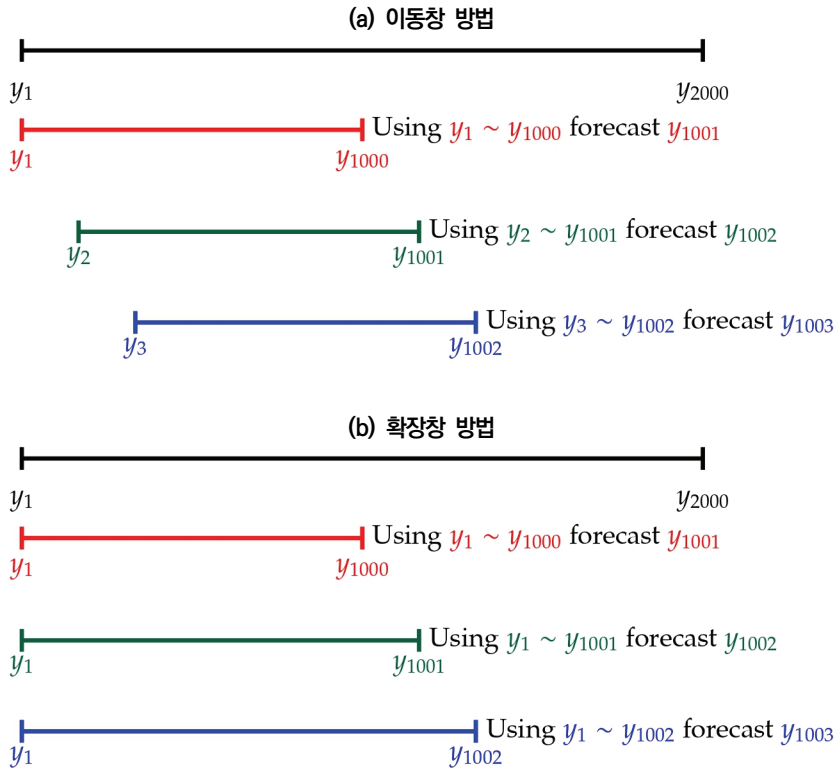 (a) 이동창 방법
y₁ y₂₀₀₀
Using y₁ ~ y₁₀₀₀ forecast y₁₀₀₁
y₁ y₁₀₀₀
Using y₂ ~ y₁₀₀₁ forecast y₁₀₀₂
y₂ y₁₀₀₁
Using y₃ ~ y₁₀₀₂ forecast y₁₀₀₃
y₃ y₁₀₀₂
(b) 확장창 방법
y₁ y₂₀₀₀
Using y₁ ~ y₁₀₀₀ forecast y₁₀₀₁
y₁ y₁₀₀₀
Using y₁ ~ y₁₀₀₁ forecast y₁₀₀₂
y₁ y₁₀₀₁
Using y₁ ~ y₁₀₀₂ forecast y₁₀₀₃
y₁ y₁₀₀₂